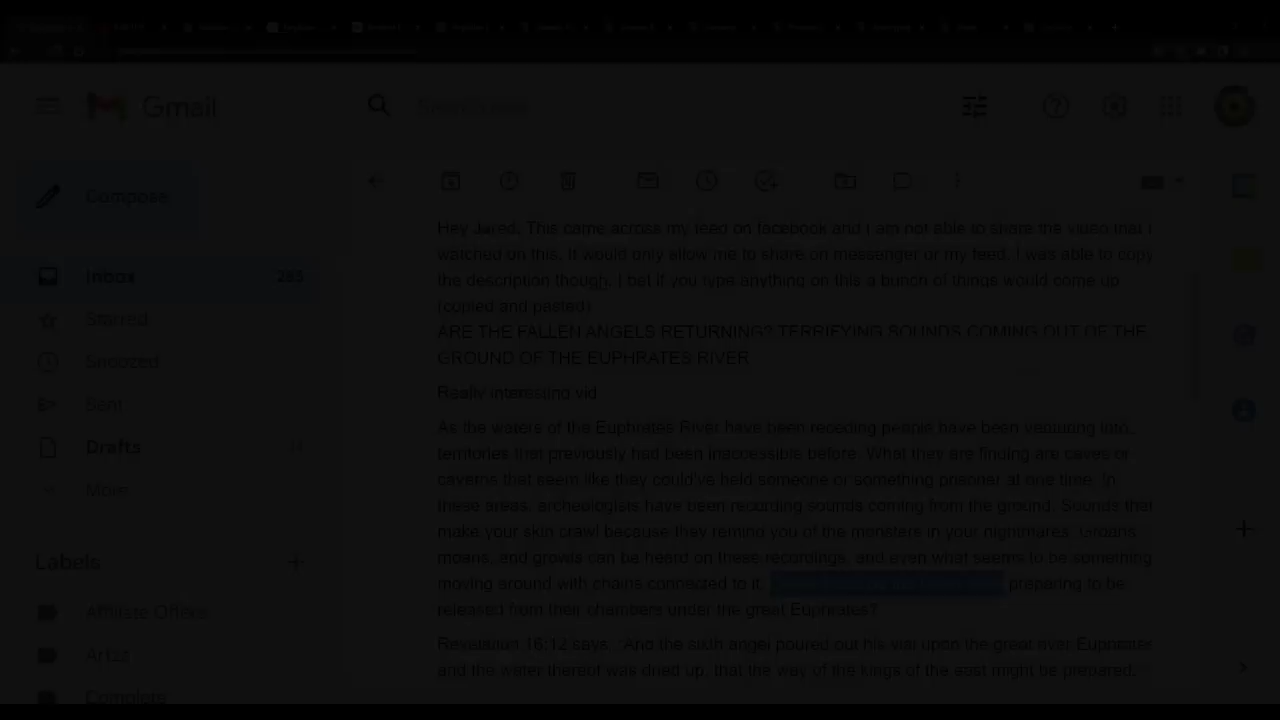 Gmail
Compose
Inbox 265
Starred
Snoozed
Sent
Drafts
More
Labels
Affiliate Offers
Artist
Complete
Hey Jared. This came across my feed on facebook and I am not able to share the video that I
watched on this. It would only allow me to share on messenger or my feed. I was able to copy
the description though. I bet if you type anything on this a bunch of things would come up
(copied and pasted)
ARE THE FALLEN ANGELS RETURNING? TERRIFYING SOUNDS COMING OUT OF THE
GROUND OF THE EUPHRATES RIVER
Really interesting vid
As the waters of the Euphrates River have been receding people have been venturing into
territories that previously had been inaccessible before. What they are finding are caves or
caverns that seem like they could've held someone or something prisoner at one time. In
these areas, archeologists have been recording sounds coming from the ground. Sounds that
make your skin crawl because they remind you of the monsters in your nightmares. Groans
moans, and growls can be heard on these recordings, and even what seems to be something
moving around with chains connected to it. preparing to be
released from their chambers under the great Euphrates?
Revelation 16:12 says, "And the sixth angel poured out his vial upon the great river Euphrates
and the water thereof was dried up, that the way of the kings of the east might be prepared.